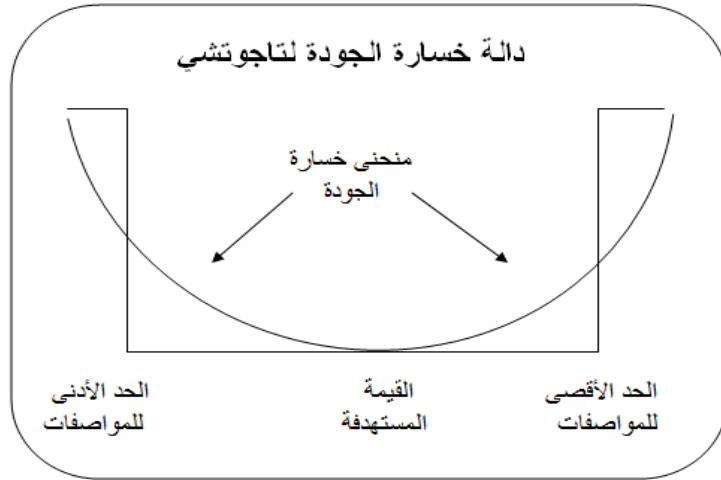 دالة خسارة الجودة لتاجوتشي
منحنى خسارة
الجودة
الحد الأقصى
للمواصفات
القيمة
المستهدفة
الحد الأدنى
للمواصفات